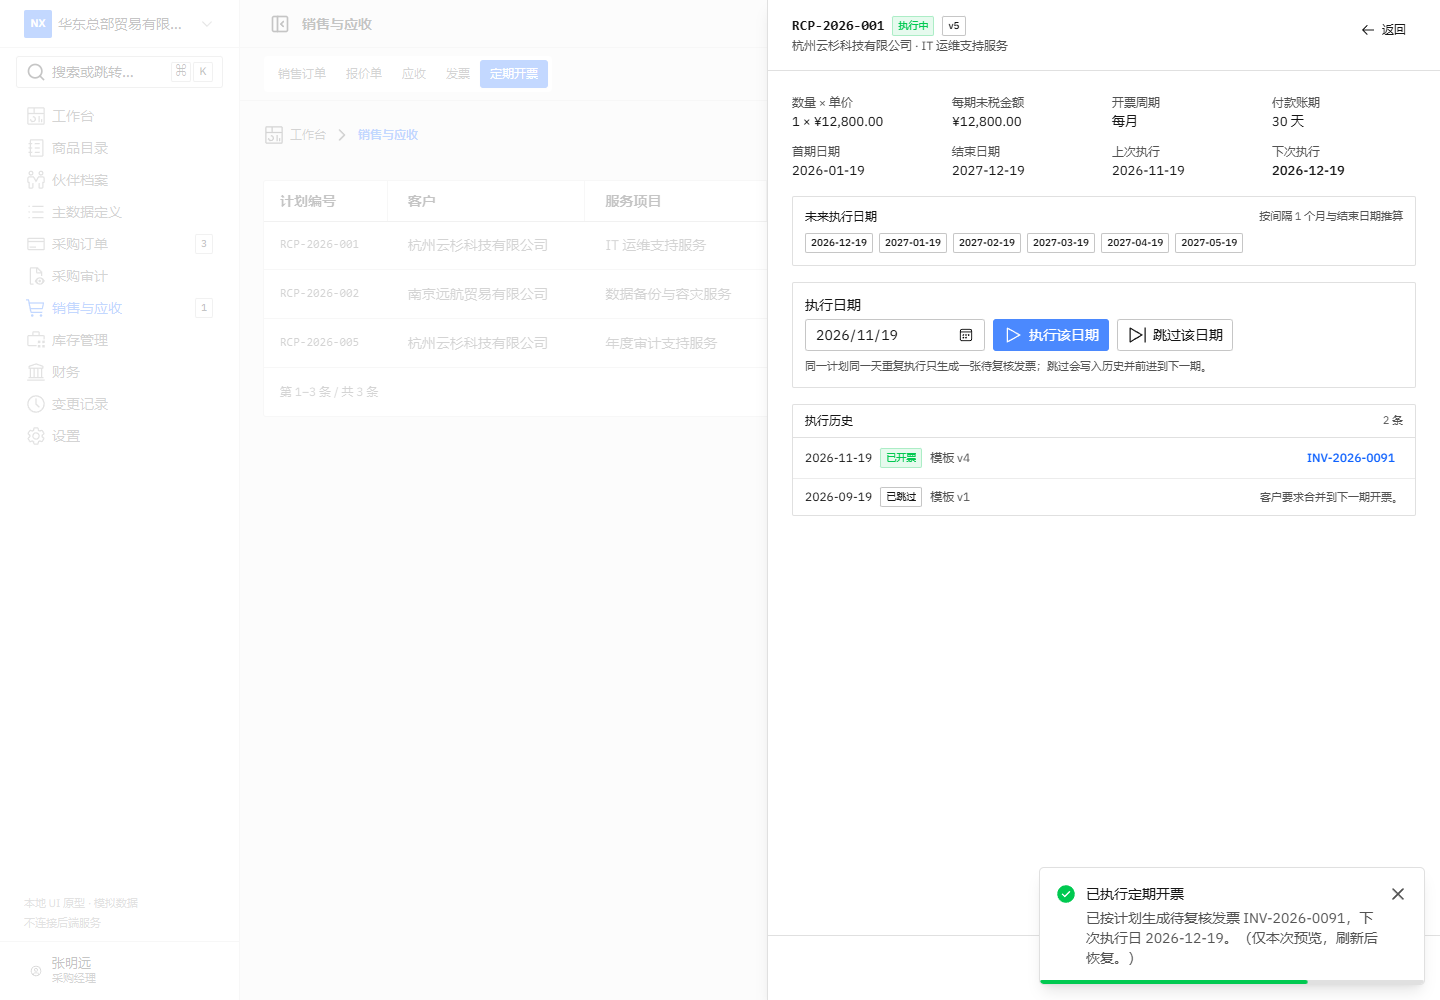 NX 华东总部贸易有限...
搜索或跳转... ⌘ K
工作台
商品目录
伙伴档案
主数据定义
采购订单 3
采购审计
销售与应收 1
库存管理
财务
变更记录
设置
本地 UI 原型 · 模拟数据
不连接后端服务
张明远
采购经理
销售与应收
销售订单 报价单 应收 发票 定期开票
工作台 销售与应收
计划编号 客户 服务项目
RCP-2026-001 杭州云杉科技有限公司 IT 运维支持服务
RCP-2026-002 南京远航贸易有限公司 数据备份与容灾服务
RCP-2026-005 杭州云杉科技有限公司 年度审计支持服务
第 1–3 条 / 共 3 条
RCP-2026-001 执行中 v5
杭州云杉科技有限公司 · IT 运维支持服务
返回
数量 × 单价 每期未税金额 开票周期 付款账期
1 × ¥12,800.00 ¥12,800.00 每月 30 天
首期日期 结束日期 上次执行 下次执行
2026-01-19 2027-12-19 2026-11-19 2026-12-19
未来执行日期 按间隔 1 个月与结束日期推算
2026-12-19 2027-01-19 2027-02-19 2027-03-19 2027-04-19 2027-05-19
执行日期
2026/11/19 执行该日期 跳过该日期
同一计划同一天重复执行只生成一张待复核发票；跳过会写入历史并前进到下一期。
执行历史 2 条
2026-11-19 已开票 模板 v4 INV-2026-0091
2026-09-19 已跳过 模板 v1 客户要求合并到下一期开票。
已执行定期开票
已按计划生成待复核发票 INV-2026-0091，下
次执行日 2026-12-19。（仅本次预览，刷新后
恢复。）